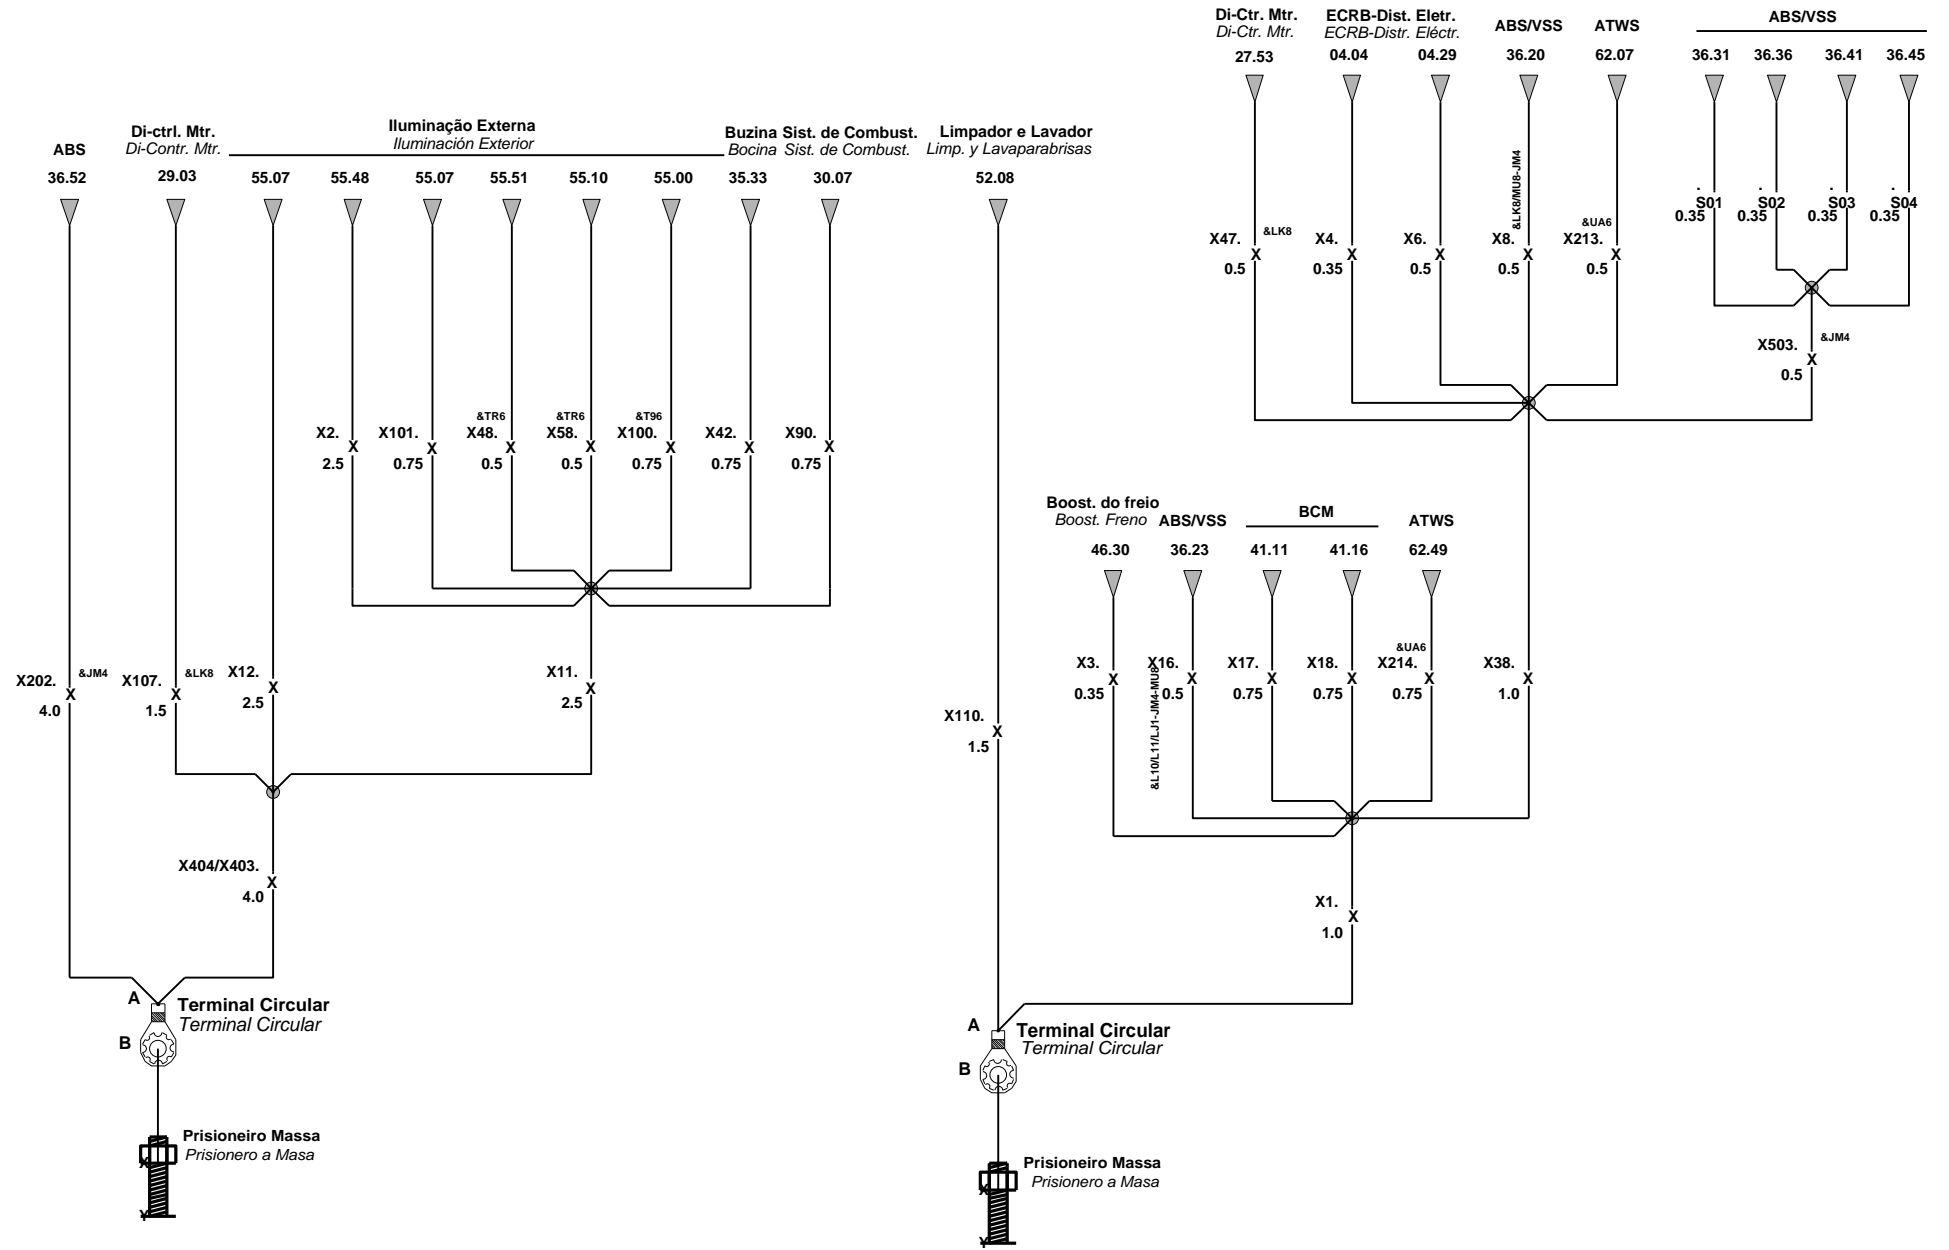 Di-Ctr. Mtr.
Di-Ctr. Mtr.
27.53
ECRB-Dist. Eletr.
ECRB-Distr. Eléctr.
04.04 04.29
ABS/VSS
36.20
ATWS
62.07
ABS/VSS
36.31 36.36 36.41 36.45
ABS
36.52
Di-ctrl. Mtr.
Di-Contr. Mtr.
29.03
Iluminação Externa
Iluminación Exterior
55.07 55.48 55.07 55.51 55.10 55.00
Buzina
Bocina
35.33
Sist. de Combust.
Sist. de Combust.
30.07
Limpador e Lavador
Limp. y Lavaparabrisas
52.08
X47. &LK8
0.5
X4.
0.35
X6.
0.5
&LK8/MU8-JM4
X8.
0.5
&UA6
X213.
0.5
. S01
0.35
. S02
0.35
. S03
0.35
. S04
0.35
X503. &JM4
0.5
X2.
2.5
X101.
0.75
&TR6
X48.
0.5
&TR6
X58.
0.5
&T96
X100.
0.75
X42.
0.75
X90.
0.75
Boost. do freio
Boost. Freno
46.30
ABS/VSS
36.23
BCM
41.11 41.16
ATWS
62.49
X202. &JM4
4.0
X107. &LK8
1.5
X12.
2.5
X11.
2.5
X110.
1.5
X3.
0.35
&L10/L11/LJ1-JM4-MU8
X16.
0.5
X17.
0.75
X18.
0.75
&UA6
X214.
0.75
X38.
1.0
X404/X403.
4.0
X1.
1.0
A
Terminal Circular
Terminal Circular
B
Prisioneiro Massa
Prisionero a Masa
X
Y
A
Terminal Circular
Terminal Circular
B
Prisioneiro Massa
Prisionero a Masa
X
Y